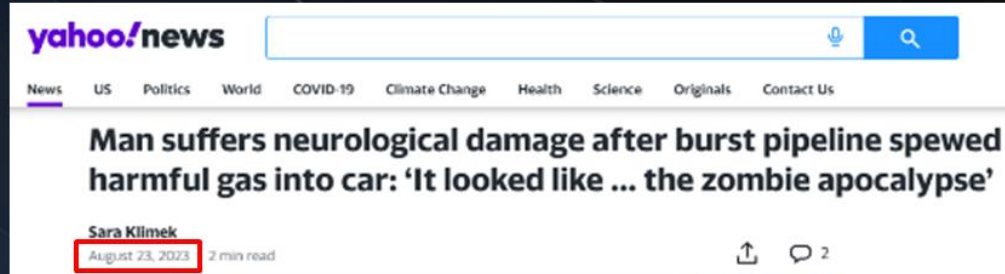 yahoo!news
News US Politics World COVID-19 Climate Change Health Science Originals Contact Us
Man suffers neurological damage after burst pipeline spewed
harmful gas into car: ‘It looked like ... the zombie apocalypse’
Sara Klimek
August 23, 2023 2 min read 2